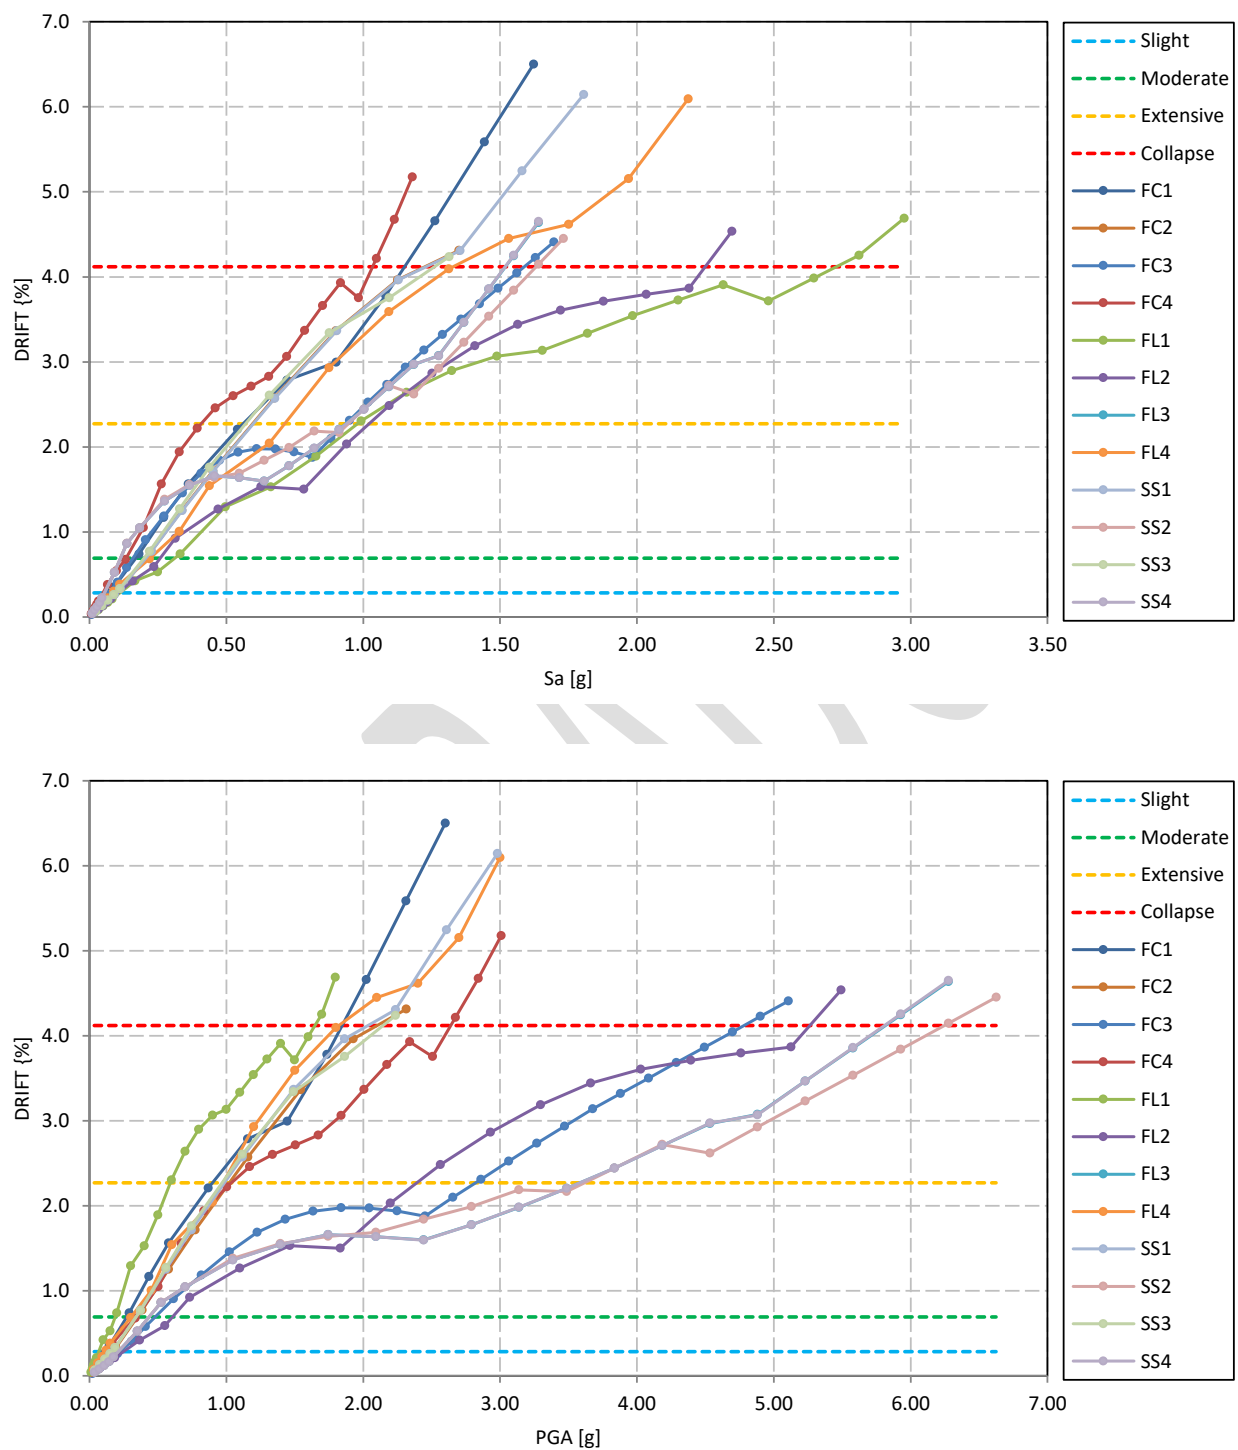 7.0
6.0
5.0
4.0
3.0
2.0
1.0
0.0
DRIFT {%]
0.00 0.50 1.00 1.50 2.00 2.50 3.00 3.50
Sa [g]
Slight
Moderate
Extensive
Collapse
FC1
FC2
FC3
FC4
FL1
FL2
FL3
FL4
SS1
SS2
SS3
SS4
7.0
6.0
5.0
4.0
3.0
2.0
1.0
0.0
DRIFT {%]
0.00 1.00 2.00 3.00 4.00 5.00 6.00 7.00
PGA [g]
Slight
Moderate
Extensive
Collapse
FC1
FC2
FC3
FC4
FL1
FL2
FL3
FL4
SS1
SS2
SS3
SS4